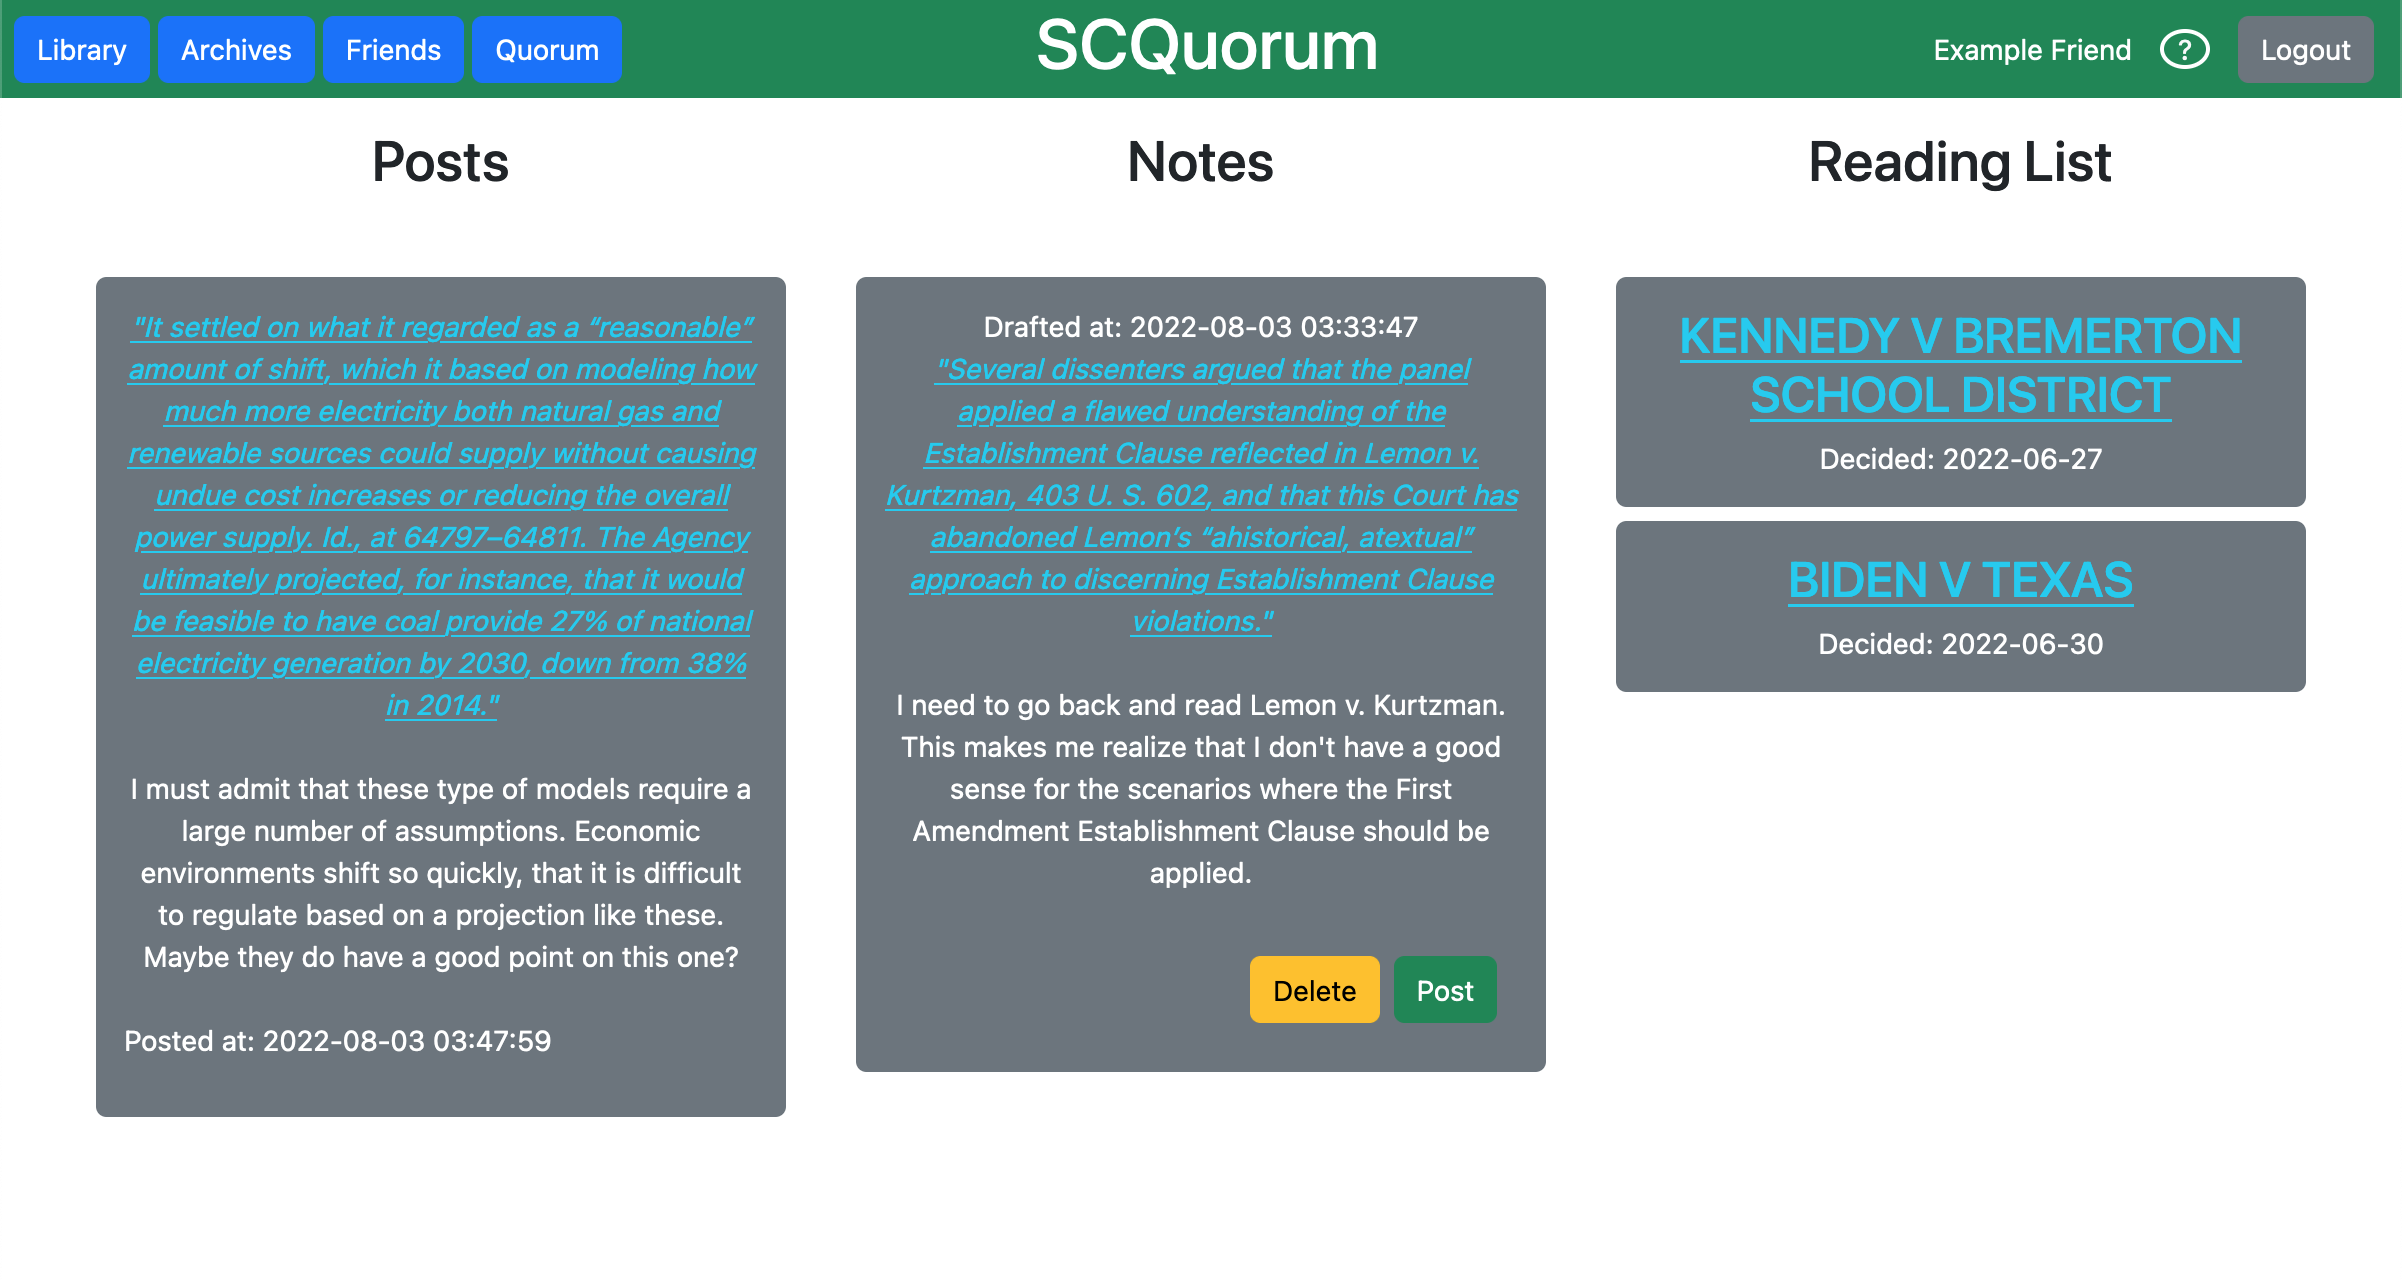 Library Archives Friends Quorum SCQuorum Example Friend ? Logout
Posts
"It settled on what it regarded as a “reasonable”
amount of shift, which it based on modeling how
much more electricity both natural gas and
renewable sources could supply without causing
undue cost increases or reducing the overall
power supply. Id., at 64797–64811. The Agency
ultimately projected, for instance, that it would
be feasible to have coal provide 27% of national
electricity generation by 2030, down from 38%
in 2014."
I must admit that these type of models require a
large number of assumptions. Economic
environments shift so quickly, that it is difficult
to regulate based on a projection like these.
Maybe they do have a good point on this one?
Posted at: 2022-08-03 03:47:59
Notes
Drafted at: 2022-08-03 03:33:47
"Several dissenters argued that the panel
applied a flawed understanding of the
Establishment Clause reflected in Lemon v.
Kurtzman, 403 U. S. 602, and that this Court has
abandoned Lemon’s “ahistorical, atextual”
approach to discerning Establishment Clause
violations."
I need to go back and read Lemon v. Kurtzman.
This makes me realize that I don't have a good
sense for the scenarios where the First
Amendment Establishment Clause should be
applied.
Delete Post
Reading List
KENNEDY V BREMERTON
SCHOOL DISTRICT
Decided: 2022-06-27
BIDEN V TEXAS
Decided: 2022-06-30